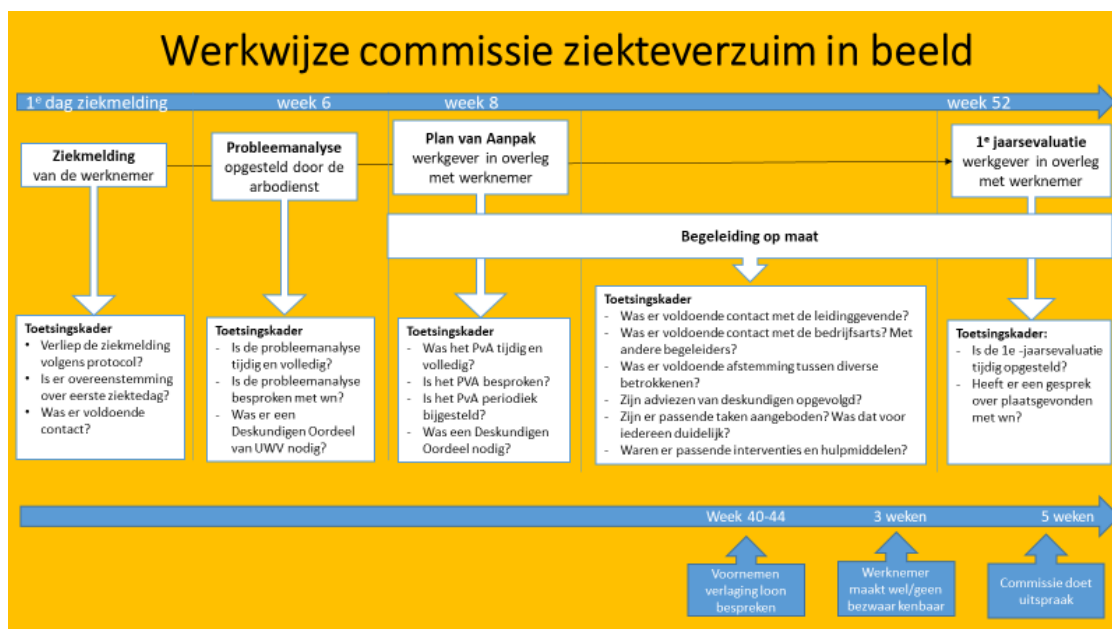 Werkwijze commissie ziekteverzuim in beeld
1e dag ziekmelding
week 6
week 8
week 52
Ziekmelding
van de werknemer
Probleemanalyse
opgesteld door de
arbodienst
Plan van Aanpak
werkgever in overleg
met werknemer
1e jaarsevaluatie
werkgever in overleg
met werknemer
Begeleiding op maat
Toetsingskader
• Verliep de ziekmelding
volgens protocol?
• Is er overeenstemming
over eerste ziektedag?
• Was er voldoende
contact?
Toetsingskader
- Is de probleemanalyse
tijdig en volledig?
- Is de probleemanalyse
besproken met wn?
- Was er een
Deskundigen Oordeel
van UWV nodig?
Toetsingskader
- Was het PvA tijdig en
volledig?
- Is het PVA besproken?
- Is het PvA periodiek
bijgesteld?
- Was een Deskundigen
Oordeel nodig?
Toetsingskader
- Was er voldoende contact met de leidinggevende?
- Was er voldoende contact met de bedrijfsarts? Met
andere begeleiders?
- Was er voldoende afstemming tussen diverse
betrokkenen?
- Zijn adviezen van deskundigen opgevolgd?
- Zijn er passende taken aangeboden? Was dat voor
iedereen duidelijk?
- Waren er passende interventies en hulpmiddelen?
Toetsingskader:
- Is de 1e -jaarsevaluatie
tijdig opgesteld?
- Heeft er een gesprek
over plaatsgevonden
met wn?
Week 40-44
3 weken
5 weken
Voornemen
verlaging loon
bespreken
Werknemer
maakt wel/geen
bezwaar kenbaar
Commissie doet
uitspraak